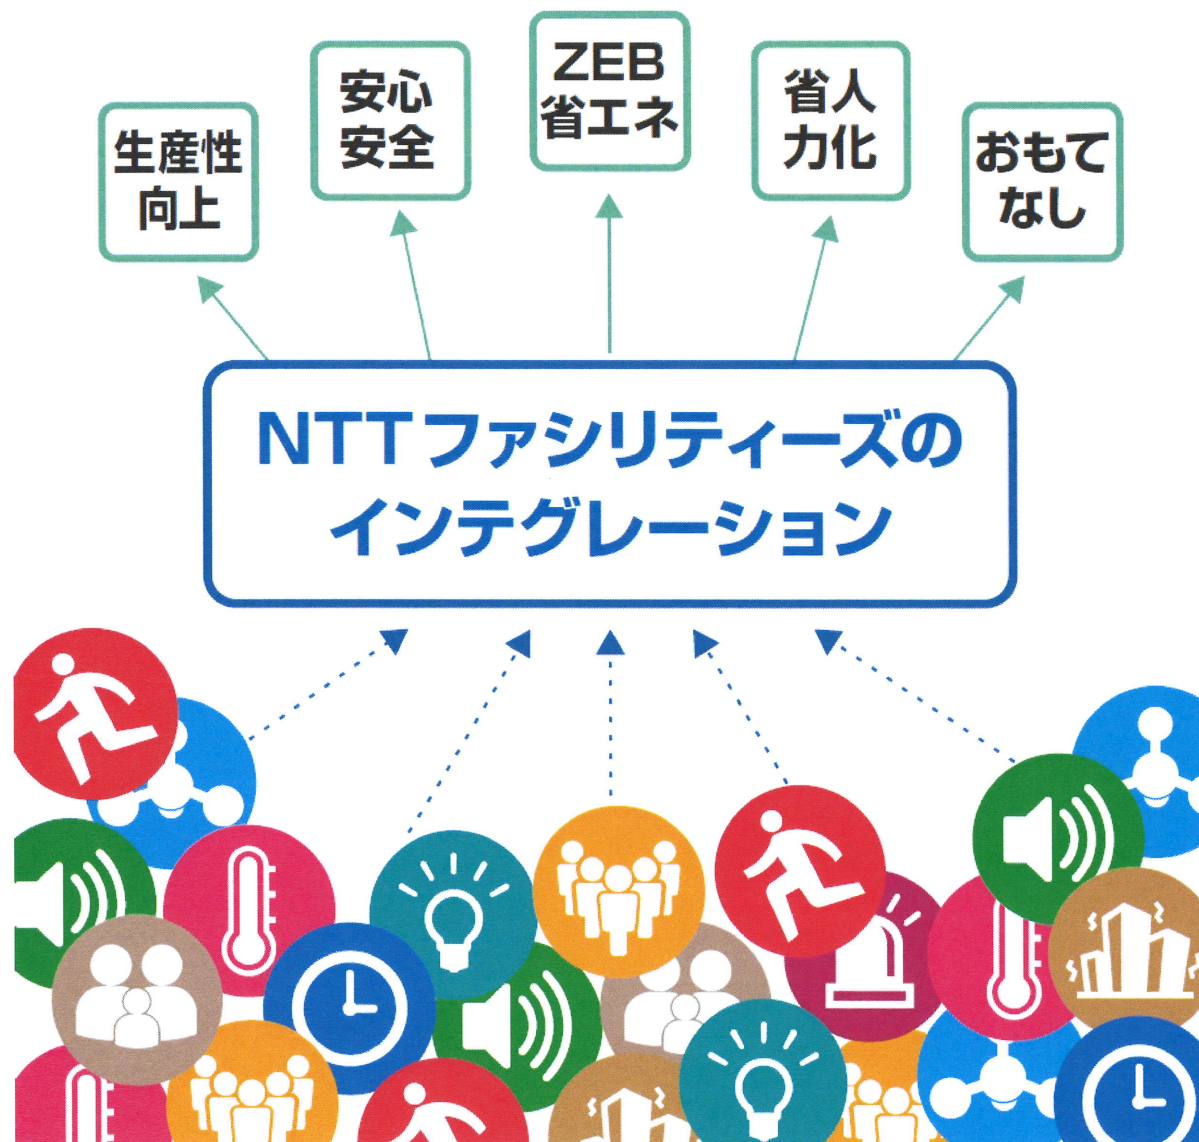 生産性
向上
安心
安全
ZEB
省エネ
省人
力化
おもて
なし
NTTファシリティーズの
インテグレーション